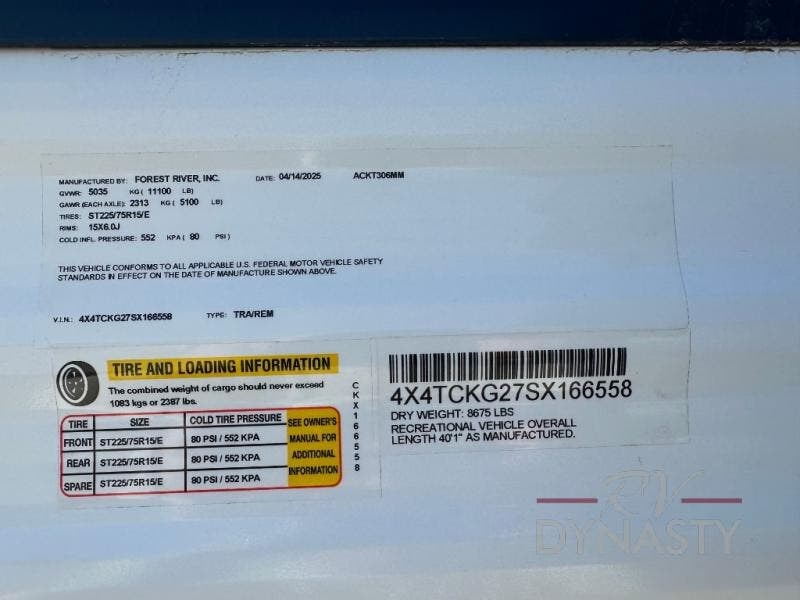 MANUFACTURED BY: FOREST RIVER, INC. DATE: 04/14/2025 ACKT306MM
GVWR: 5035 KG ( 11100 LB)
GAWR (EACH AXLE): 2313 KG ( 5100 LB)
TIRES: ST225/75R15/E
RIMS: 15X6.0J
COLD INFL. PRESSURE: 552 KPA ( 80 PSI )
THIS VEHICLE CONFORMS TO ALL APPLICABLE U.S. FEDERAL MOTOR VEHICLE SAFETY
STANDARDS IN EFFECT ON THE DATE OF MANUFACTURE SHOWN ABOVE.
V.I.N.: 4X4TCKG27SX166558 TYPE: TRA/REM
TIRE AND LOADING INFORMATION
The combined weight of cargo should never exceed
1083 kgs or 2387 lbs.
TIRE SIZE COLD TIRE PRESSURE
FRONT ST225/75R15/E 80 PSI / 552 KPA
REAR ST225/75R15/E 80 PSI / 552 KPA
SPARE ST225/75R15/E 80 PSI / 552 KPA
SEE OWNER'S
MANUAL FOR
ADDITIONAL
INFORMATION
CKKX166558
4X4TCKG27SX166558
DRY WEIGHT: 8675 LBS
RECREATIONAL VEHICLE OVERALL
LENGTH 40'1" AS MANUFACTURED.
RV
DYNASTY